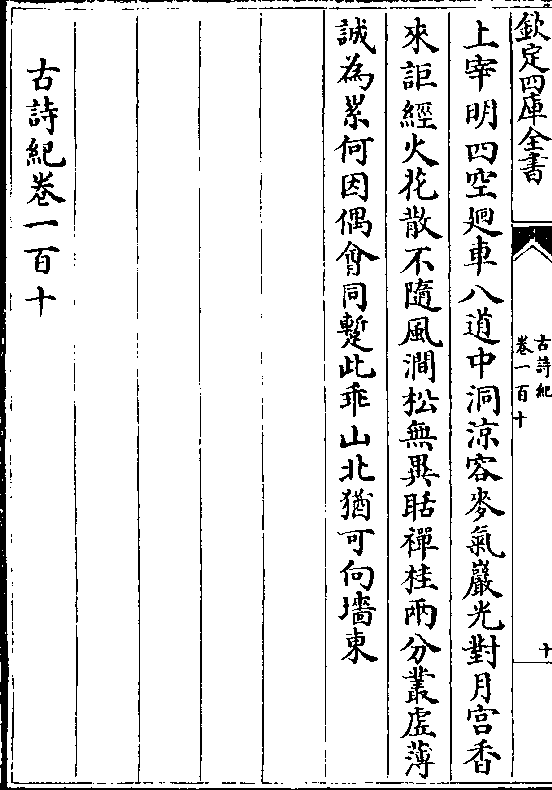 欽定四庫全書
古詩紀
卷一百十
十
上宰明四空廻車八道中洞涼容麥氣巖光對月宫香
來詎經火花散不隨風澗松無異聒禪桂兩分叢虚薄
誠為累何因偶會同蹔此乖山北猶可向墻東
古詩紀卷一百十